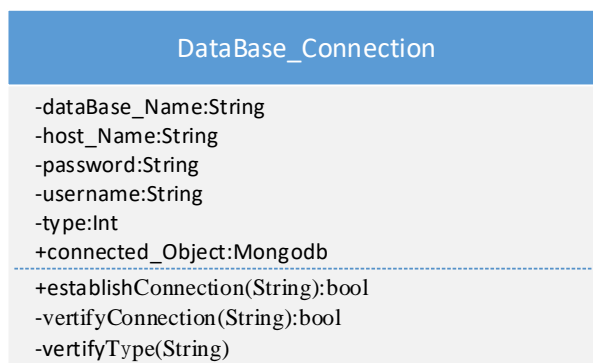 DataBase_Connection
-dataBase_Name:String
-host_Name:String
-password:String
-username:String
-type:Int
+connected_Object:Mongodb
+establishConnection(String):bool
-vertifyConnection(String):bool
-vertifyType(String)